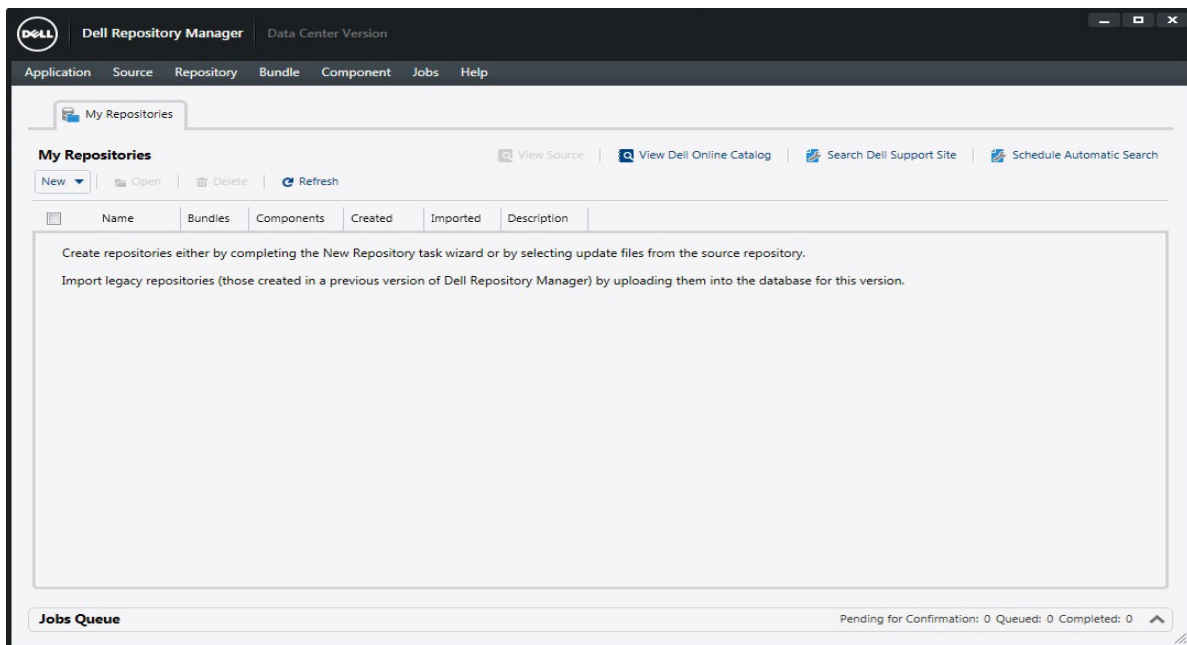 DELL Dell Repository Manager Data Center Version
Application Source Repository Bundle Component Jobs Help
My Repositories
My Repositories View Source View Dell Online Catalog Search Dell Support Site Schedule Automatic Search
New Open Delete Refresh
Name Bundles Components Created Imported Description
Create repositories either by completing the New Repository task wizard or by selecting update files from the source repository.
Import legacy repositories (those created in a previous version of Dell Repository Manager) by uploading them into the database for this version.
Jobs Queue Pending for Confirmation: 0 Queued: 0 Completed: 0